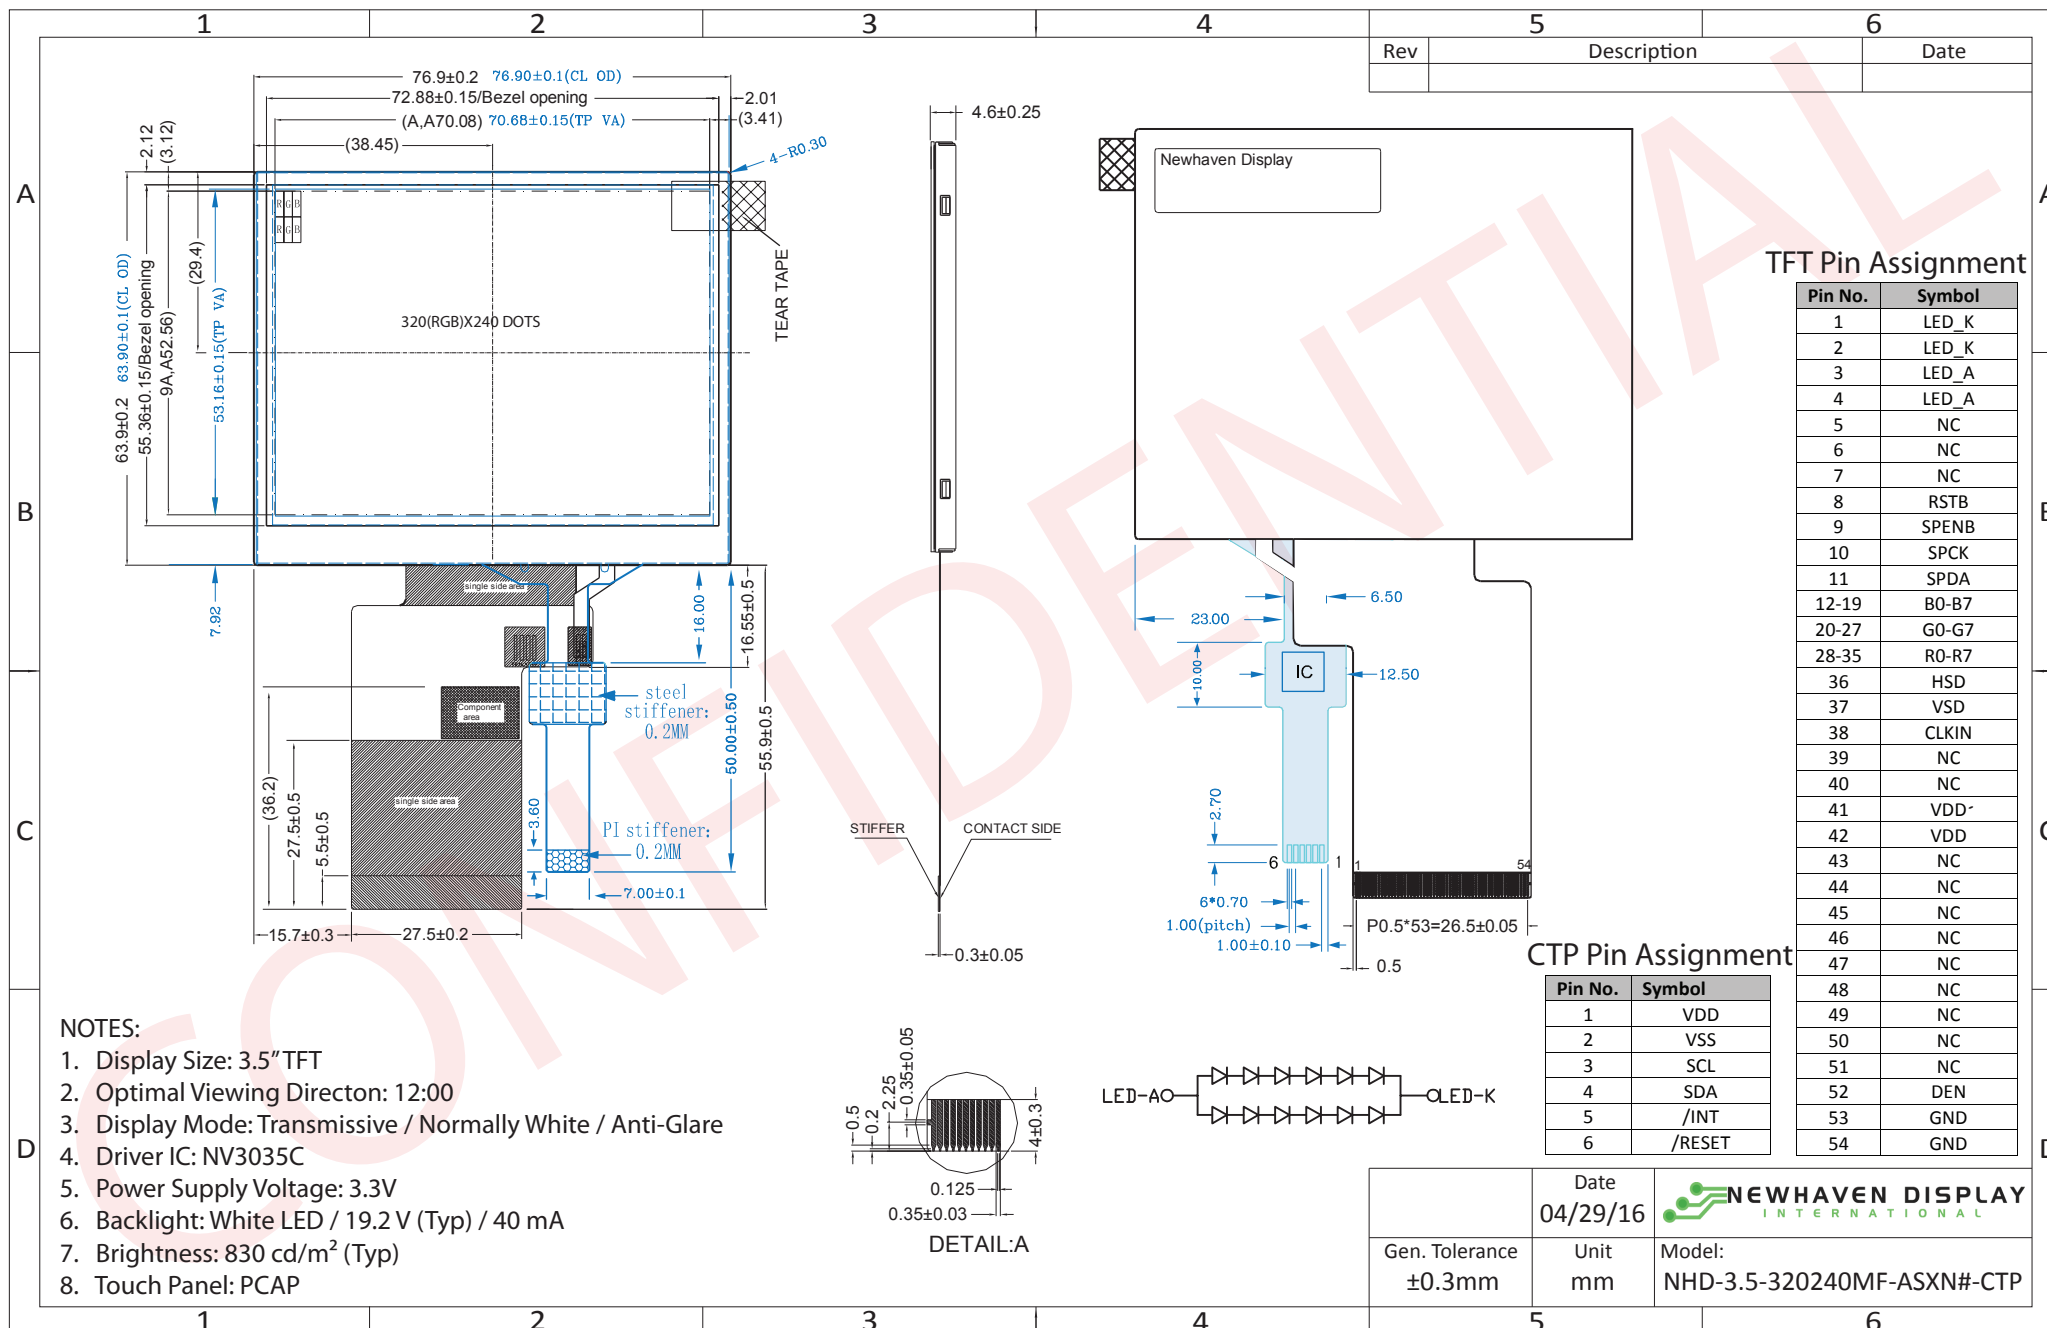 1 2 3 4 5 6
Rev Description Date
A
B
C
D
76.9±0.2 76.90±0.1(CL OD)
72.88±0.15/Bezel opening
2.01
(A,A70.08) 70.68±0.15(TP VA)
(3.41)
(38.45)
4-R0.30
2.12
(3.12)
63.9±0.2 63.90±0.1(CL OD)
55.36±0.15/Bezel opening
9A,A52.56)
(29.4)
53.16±0.15(TP VA)
R G B
R G B
320(RGB)X240 DOTS
TEAR TAPE
7.92
single side area
16.00
16.55±0.5
50.00±0.50
55.9±0.5
Component
area
steel
stiffener:
0.2MM
(36.2)
27.5±0.5
5.5±0.5
single side area
3.60
PI stiffener:
0.2MM
7.00±0.1
15.7±0.3
27.5±0.2
4.6±0.25
STIFFER
CONTACT SIDE
0.3±0.05
Newhaven Display
6.50
23.00
10.00
IC
12.50
2.70
6
1
1
54
6*0.70
1.00(pitch)
1.00±0.10
P0.5*53=26.5±0.05
0.5
TFT Pin Assignment
Pin No. Symbol
1 LED_K
2 LED_K
3 LED_A
4 LED_A
5 NC
6 NC
7 NC
8 RSTB
9 SPENB
10 SPCK
11 SPDA
12-19 B0-B7
20-27 G0-G7
28-35 R0-R7
36 HSD
37 VSD
38 CLKIN
39 NC
40 NC
41 VDD
42 VDD
43 NC
44 NC
45 NC
46 NC
47 NC
48 NC
49 NC
50 NC
51 NC
52 DEN
53 GND
54 GND
CTP Pin Assignment
Pin No. Symbol
1 VDD
2 VSS
3 SCL
4 SDA
5 /INT
6 /RESET
NOTES:
1. Display Size: 3.5” TFT
2. Optimal Viewing Directon: 12:00
3. Display Mode: Transmissive / Normally White / Anti-Glare
4. Driver IC: NV3035C
5. Power Supply Voltage: 3.3V
6. Backlight: White LED / 19.2 V (Typ) / 40 mA
7. Brightness: 830 cd/m² (Typ)
8. Touch Panel: PCAP
0.5
0.2
2.25
0.35±0.05
4±0.3
0.125
0.35±0.03
DETAIL:A
LED-A
LED-K
Date
04/29/16
NEWHAVEN DISPLAY
INTERNATIONAL
Gen. Tolerance
±0.3mm
Unit
mm
Model:
NHD-3.5-320240MF-ASXN#-CTP
CONFIDENTIAL
A
B
C
D
1 2 3 4 5 6